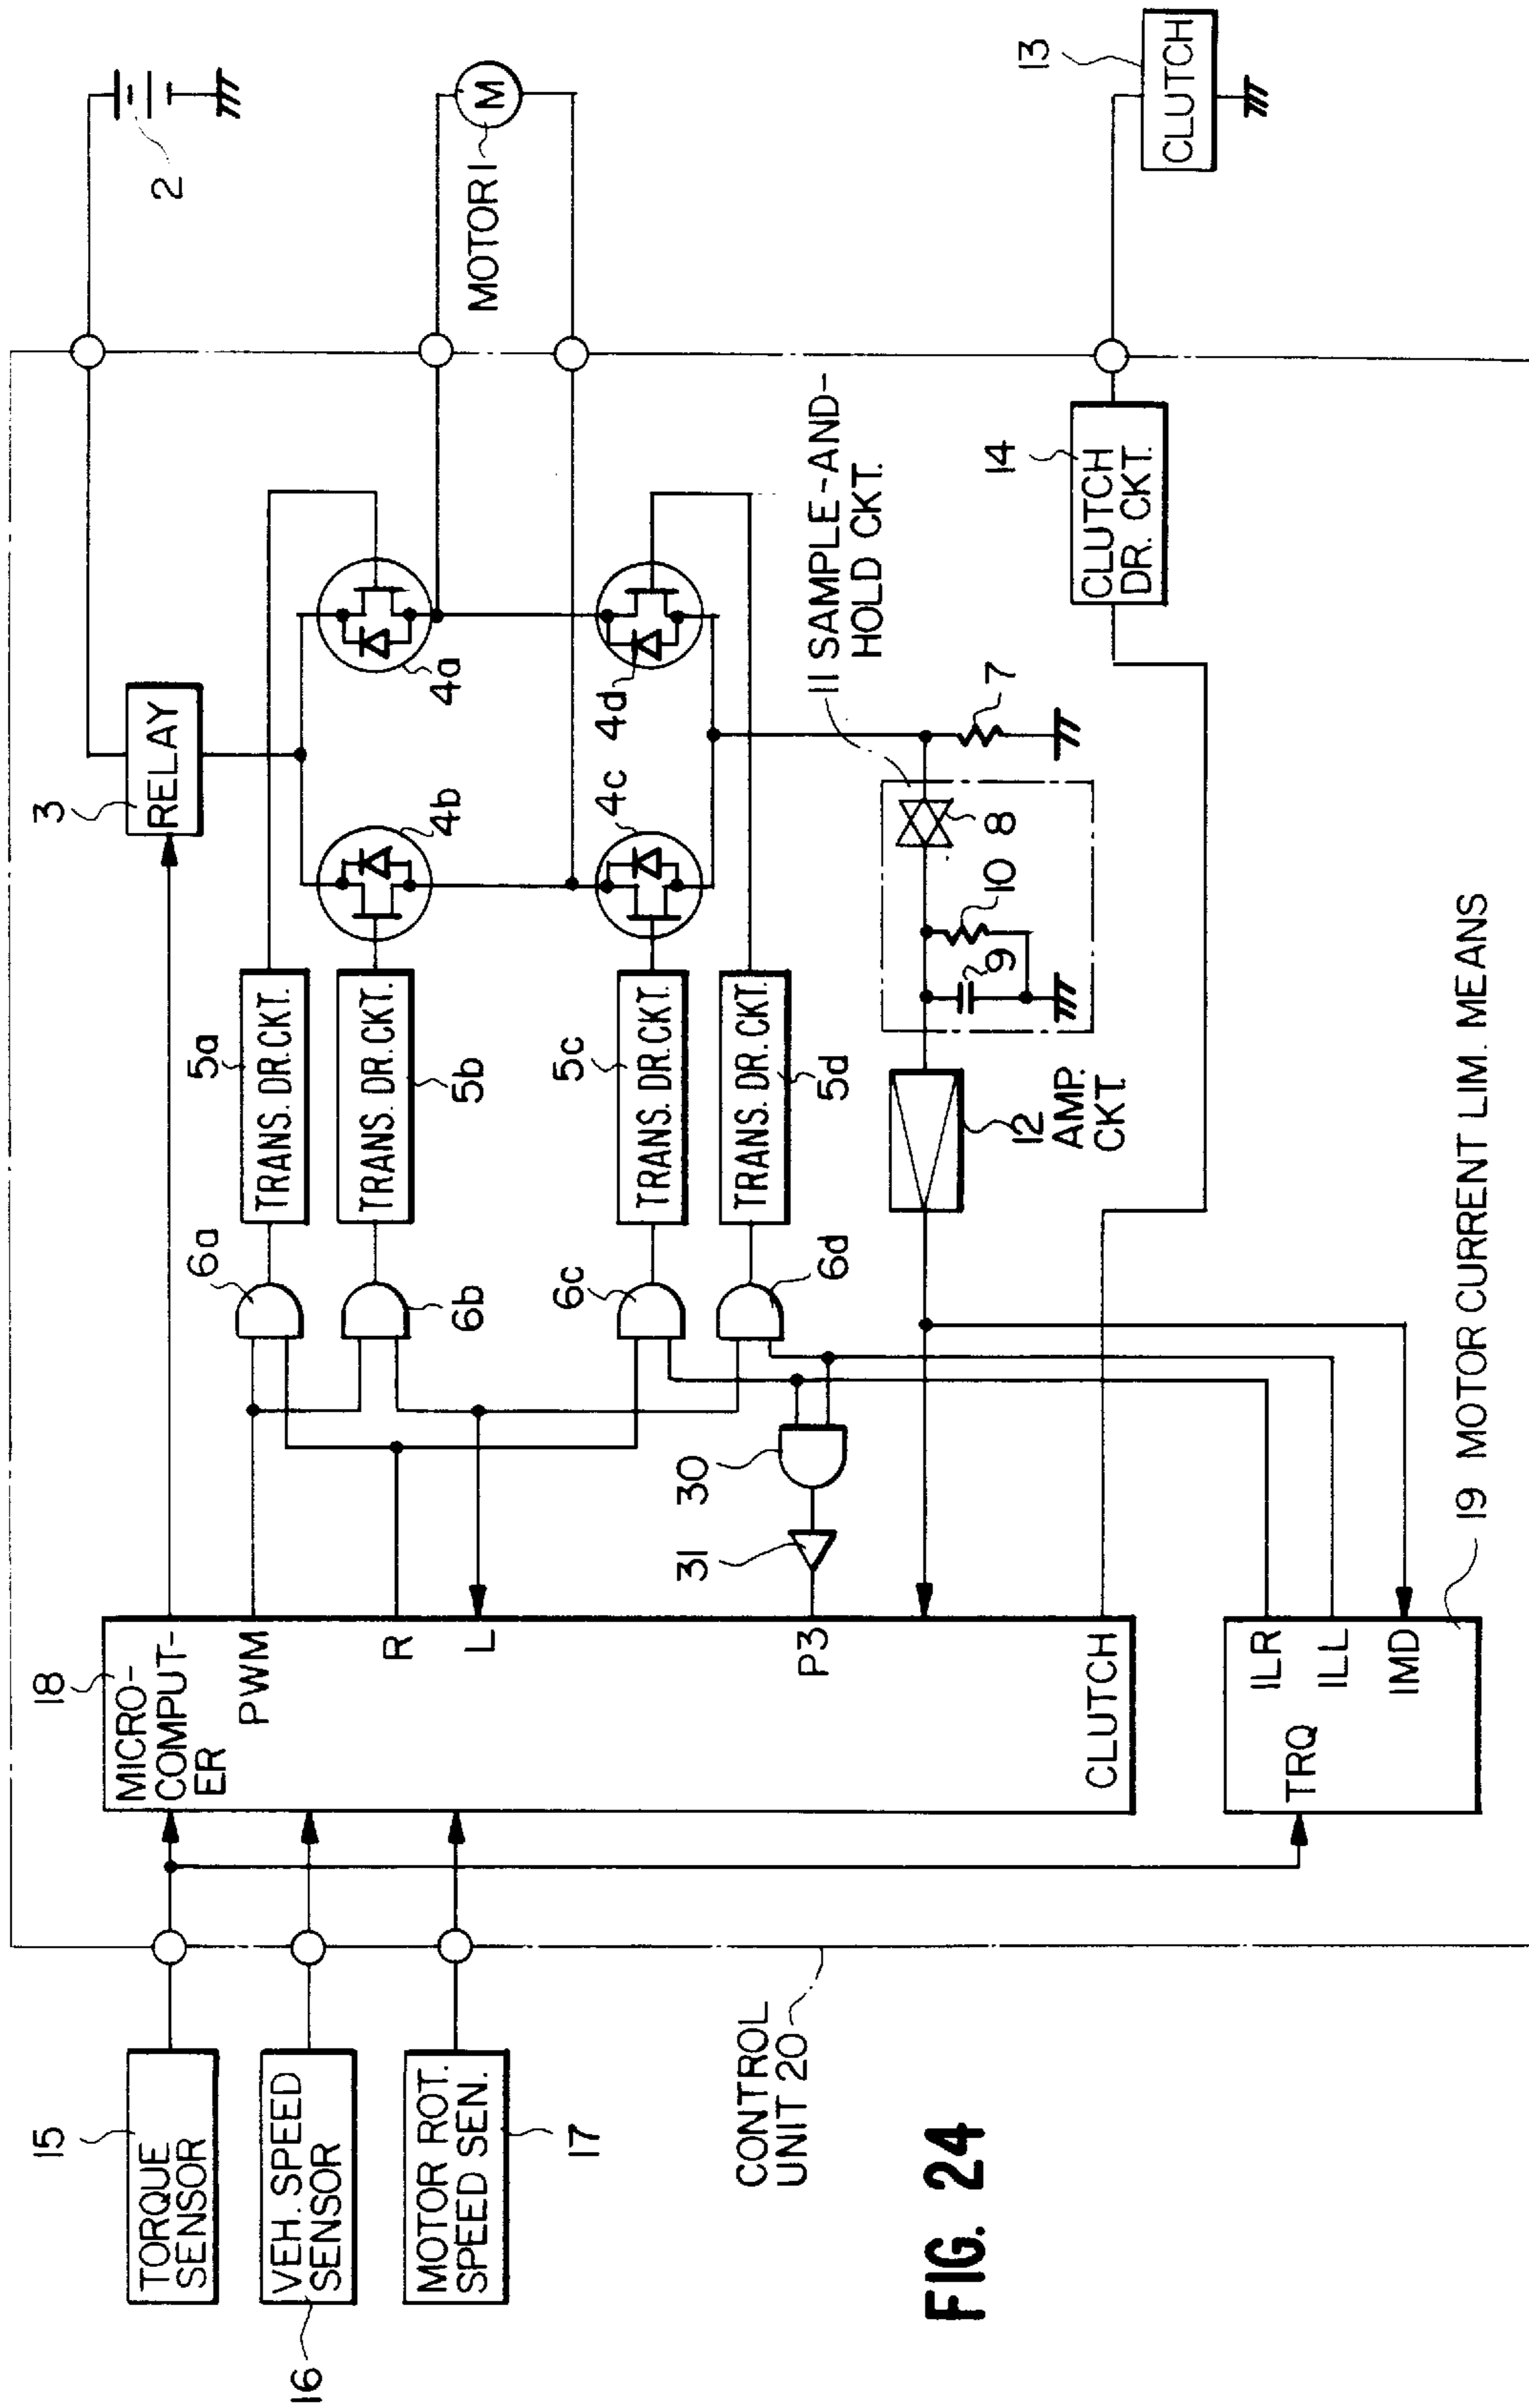 15
TORQUE
SENSOR
16
VEH. SPEED
SENSOR
MOTOR ROT.
SPEED SEN.
17
CONTROL
UNIT 20
FIG. 24
18
MICRO-
COMPUT-
ER
PWM
R
L
P3
CLUTCH
TRQ
ILR
ILL
IMD
19 MOTOR CURRENT LIM. MEANS
31
30
6a
6b
6c
6d
5a
TRANS. DR. CKT.
TRANS. DR. CKT.
5b
5c
TRANS. DR. CKT.
TRANS. DR. CKT.
5d
12
AMP.
CKT.
3
RELAY
4b
4a
4c
4d
9
10
8
7
11 SAMPLE-AND-
HOLD CKT.
14
CLUTCH
DR. CKT.
2
MOTOR 1
M
13
CLUTCH